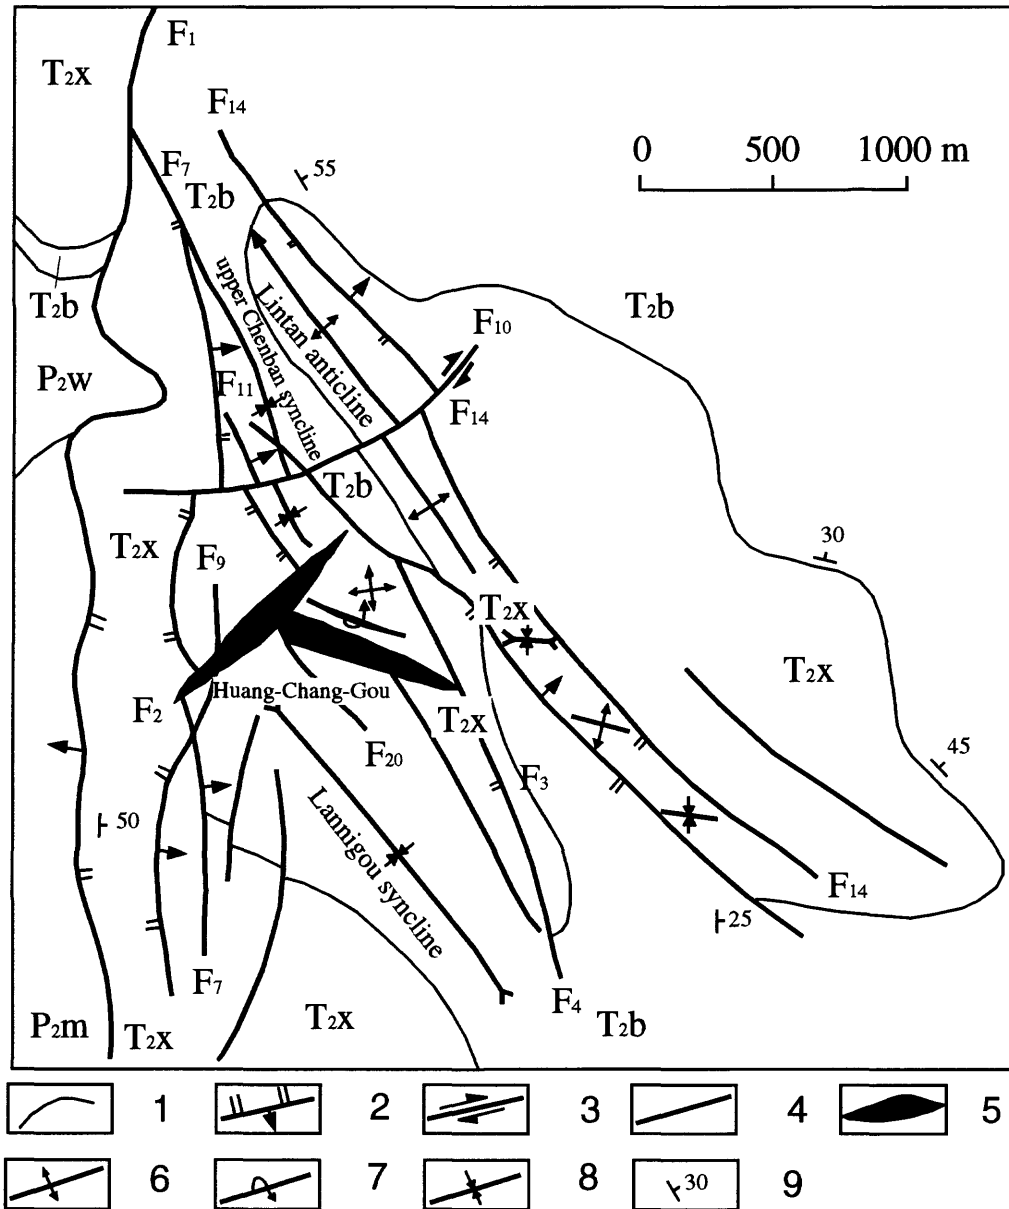 F1
T2x
F14
0 500 1000 m
F7
55
T2b
T2b
T2b
upper Chenban syncline
Lintan anticline
F10
P2w
F11
F14
T2b
T2x
F9
30
T2x
T2x
Huang-Chang-Gou
F2
T2x
F20
F3
45
50
Lannigou syncline
F14
25
F7
F4
P2m
T2x
T2x
T2b
1
2
3
4
5
6
7
8
30
9